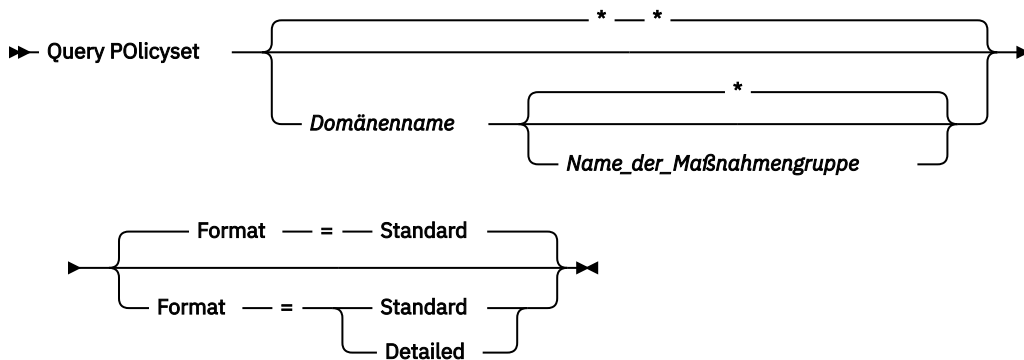 * *
Query POlicyset
*
Domänenname
Name_der_Maßnahmengruppe
Format = Standard
Format = Standard
Detailed